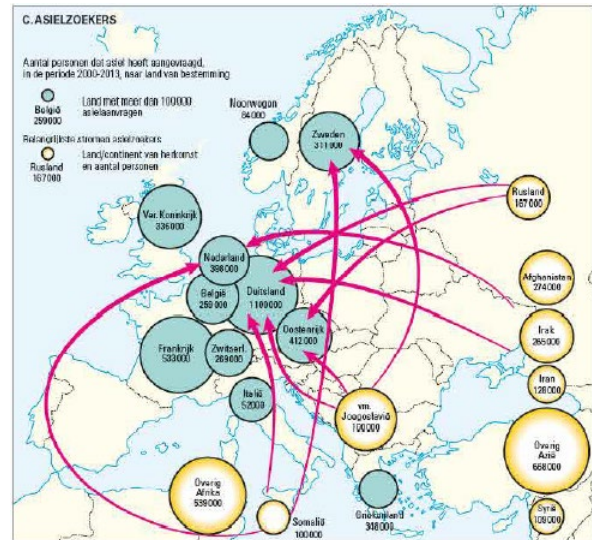 C. ASIELZOEKERS
Aantal personen dat asiel heeft aangevraagd,
in de periode 2000-2013, naar land van bestemming
België
259000
Land met meer dan 100000
asielaanvragen
Belangrijkste stromen asielzoekers
Rusland
167000
Land/continent van herkomst
en aantal personen
Noorwegen
84000
Zweden
311000
Ver. Koninkrijk
336000
Rusland
167000
Nederland
398000
België
259000
Duitsland
1100000
Afghanistan
274000
Oostenrijk
412000
Irak
265000
Frankrijk
533000
Zwitserl.
209000
Iran
128000
Italië
52000
vm.
Joegoslavië
100000
Overig
Azië
668000
Overig
Afrika
539000
Somalië
100000
Griekenland
318000
Syrië
109000